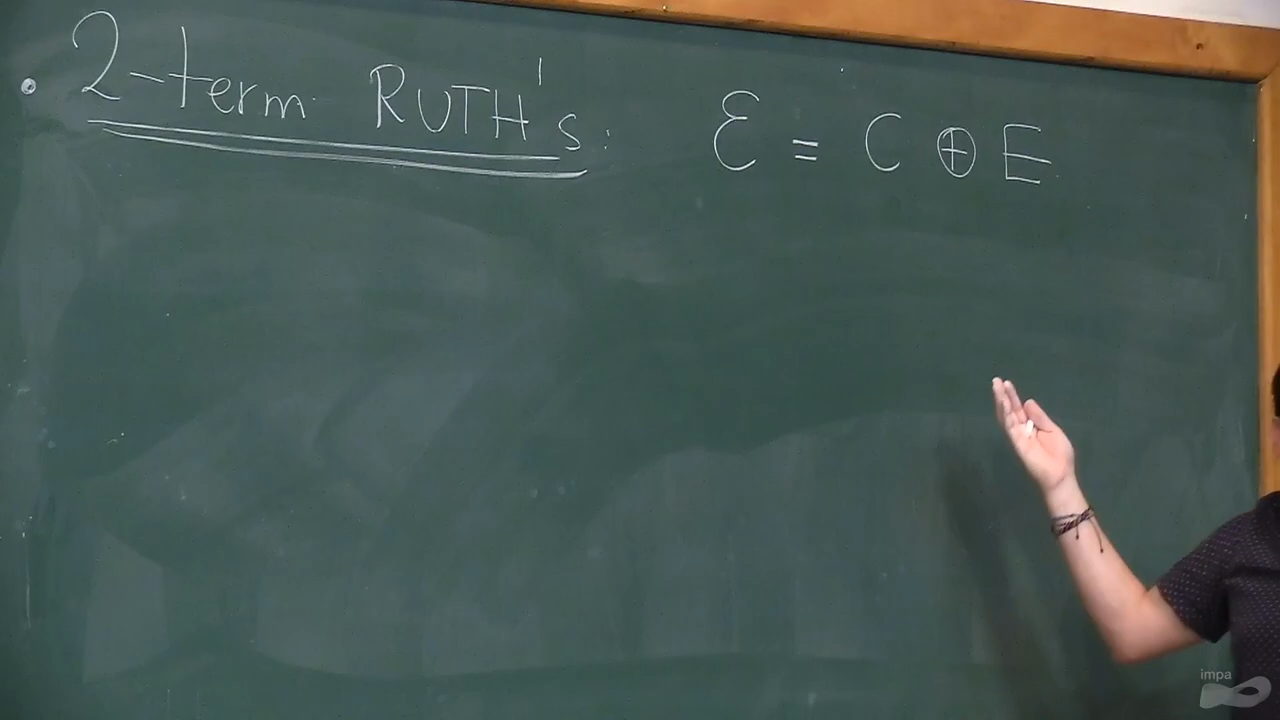 • 2-term RUTH's: ℰ = C ⊕ E
impa